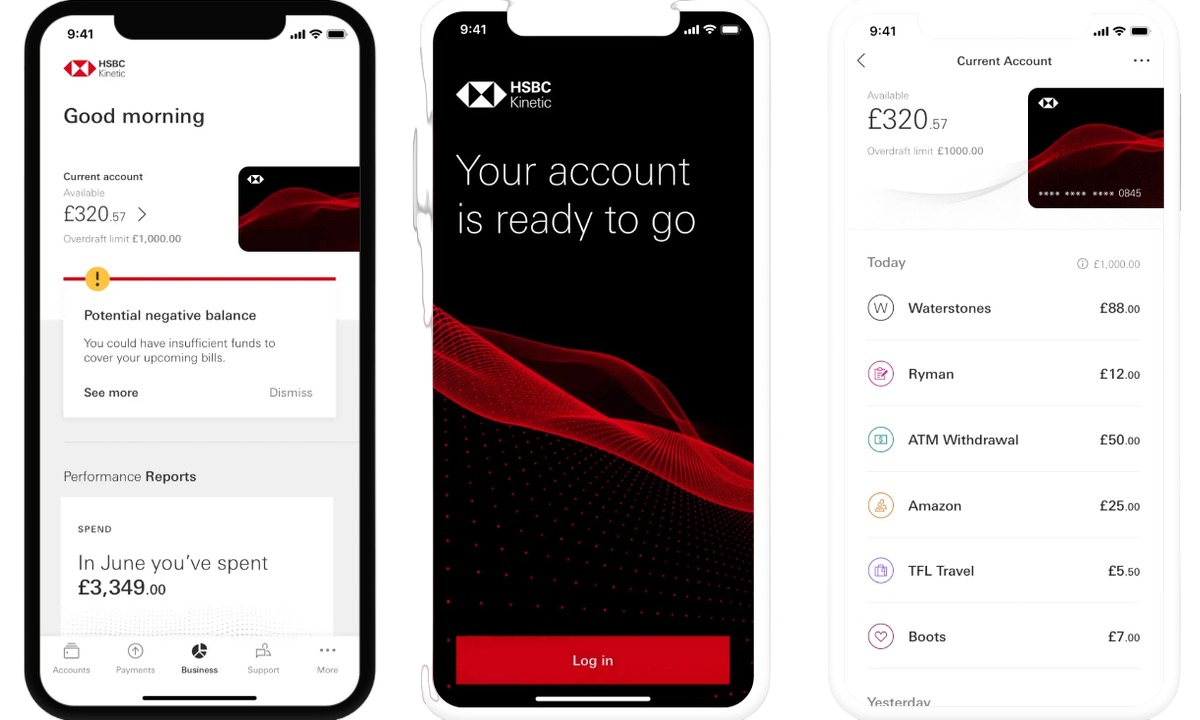 9:41
HSBC
Kinetic
Good morning
Current account
Available
£320.57
Overdraft limit £1,000.00
!
Potential negative balance
You could have insufficient funds to
cover your upcoming bills.
See more Dismiss
Performance Reports
SPEND
In June you've spent
£3,349.00
Accounts Payments Business Support More
9:41
HSBC
Kinetic
Your account
is ready to go
Log in
9:41
Current Account
Available
£320.57
Overdraft limit £1000.00
**** **** **** 0845
Today £1,000.00
W Waterstones £88.00
Ryman £12.00
ATM Withdrawal £50.00
Amazon £25.00
TFL Travel £5.50
Boots £7.00
Yesterday